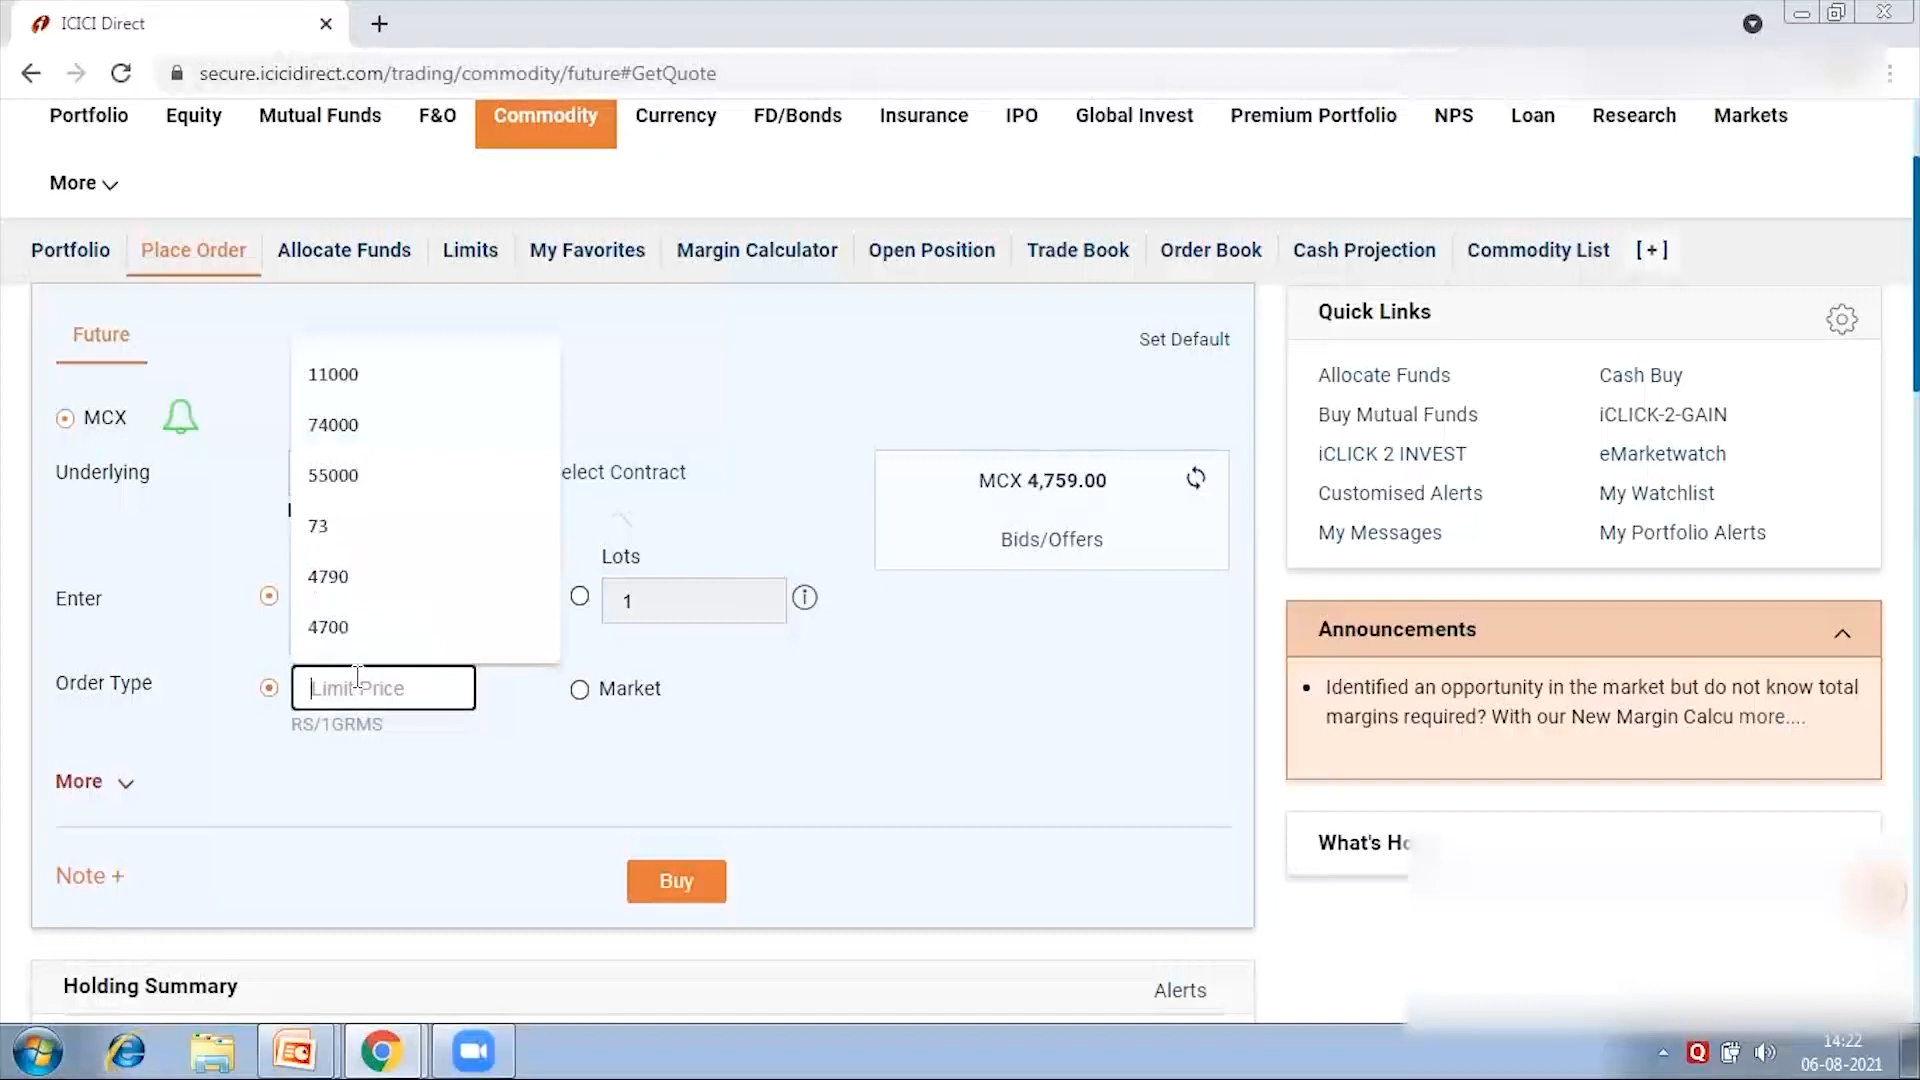 ICICI Direct
secure.icicidirect.com/trading/commodity/future#GetQuote
Portfolio Equity Mutual Funds F&O Commodity Currency FD/Bonds Insurance IPO Global Invest Premium Portfolio NPS Loan Research Markets
More
Portfolio Place Order Allocate Funds Limits My Favorites Margin Calculator Open Position Trade Book Order Book Cash Projection Commodity List [+]
Future
Set Default
MCX
Underlying
elect Contract
MCX 4,759.00
Bids/Offers
Lots
Enter
1
11000
74000
55000
73
4790
4700
Order Type
Limit Price
Market
RS/1GRMS
More
Note +
Buy
Holding Summary
Alerts
Quick Links
Allocate Funds Cash Buy
Buy Mutual Funds iCLICK-2-GAIN
iCLICK 2 INVEST eMarketwatch
Customised Alerts My Watchlist
My Messages My Portfolio Alerts
Announcements
Identified an opportunity in the market but do not know total
margins required? With our New Margin Calcu more....
What's Ho
14:22
06-08-2021